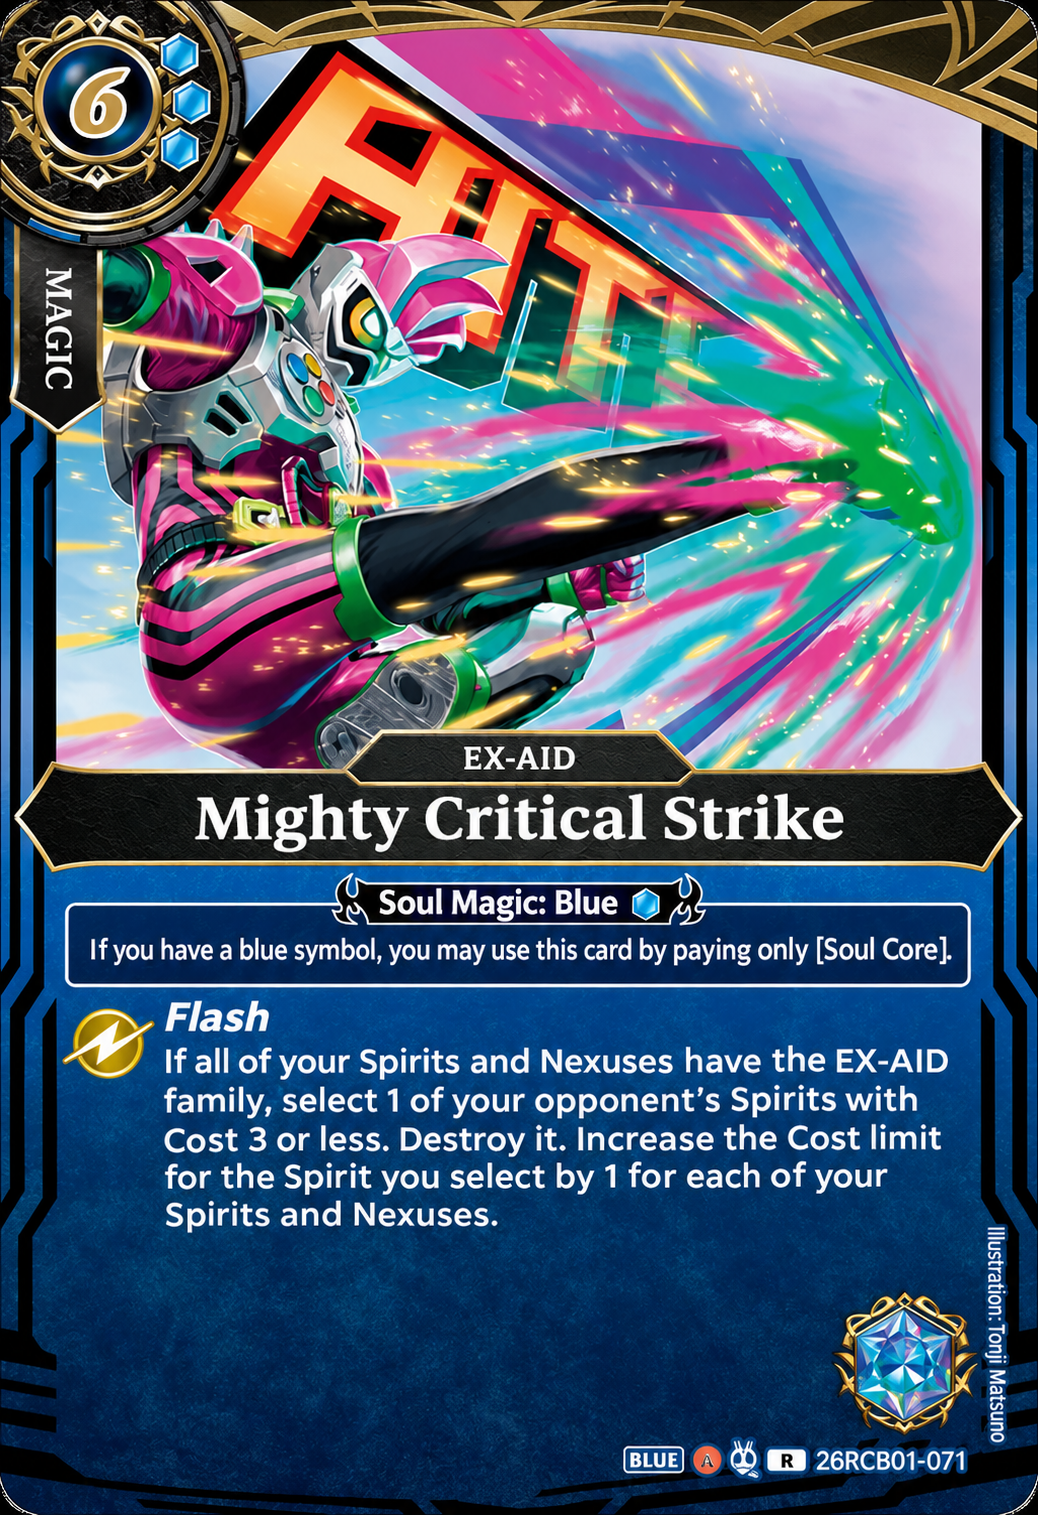 6
MAGIC
HIT
EX-AID
Mighty Critical Strike
Soul Magic: Blue
If you have a blue symbol, you may use this card by paying only [Soul Core].
Flash
If all of your Spirits and Nexuses have the EX-AID
family, select 1 of your opponent's Spirits with
Cost 3 or less. Destroy it. Increase the Cost limit
for the Spirit you select by 1 for each of your
Spirits and Nexuses.
Illustration: Tonji Matsuno
BLUE A R 26RCB01-071